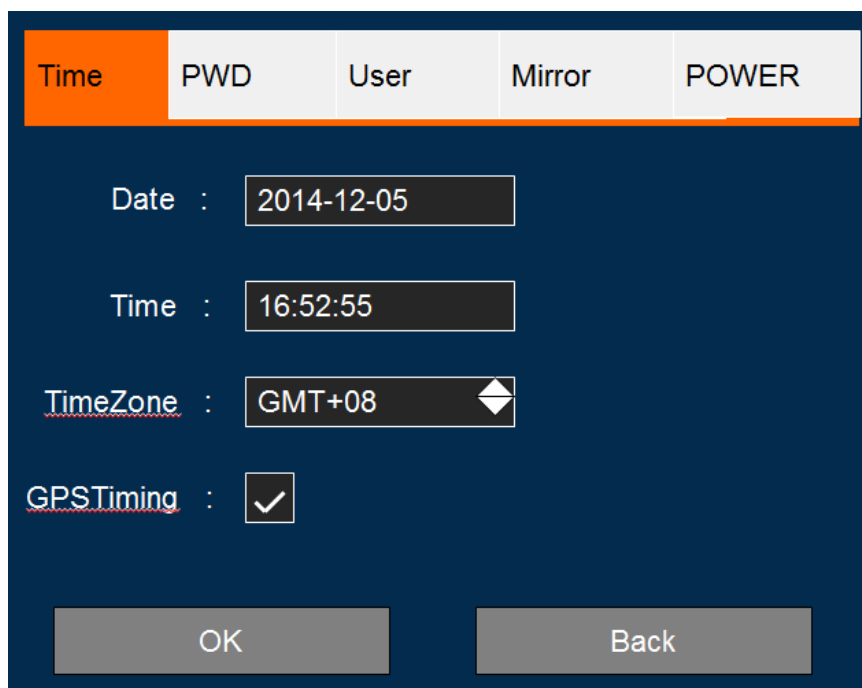 Time PWD User Mirror POWER
Date : 2014-12-05
Time : 16:52:55
TimeZone : GMT+08
GPSTiming :
OK Back